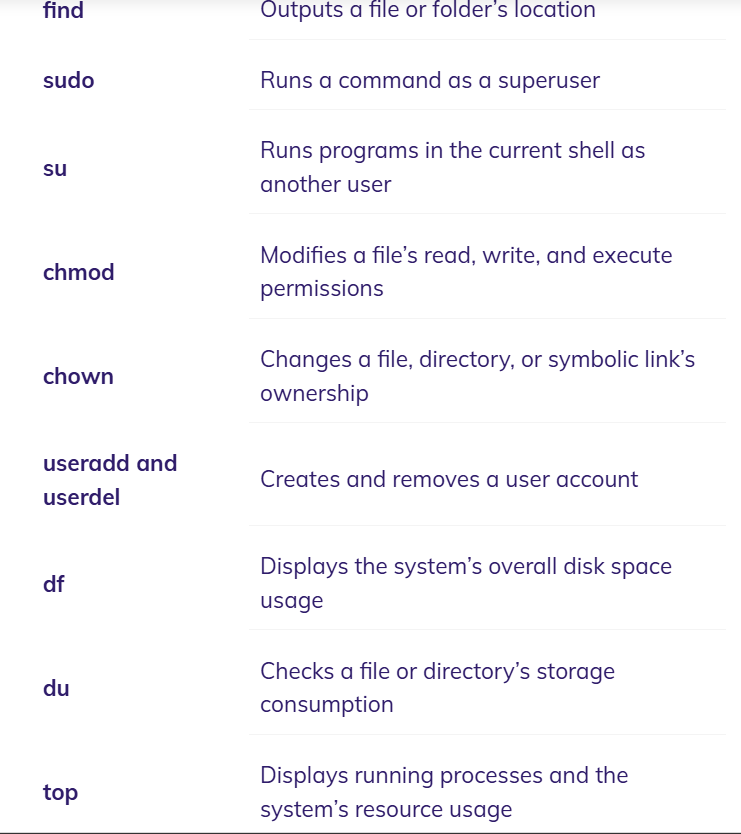 find
Outputs a file or folder’s location
sudo
Runs a command as a superuser
su
Runs programs in the current shell as
another user
chmod
Modifies a file’s read, write, and execute
permissions
chown
Changes a file, directory, or symbolic link’s
ownership
useradd and
userdel
Creates and removes a user account
df
Displays the system’s overall disk space
usage
du
Checks a file or directory’s storage
consumption
top
Displays running processes and the
system’s resource usage